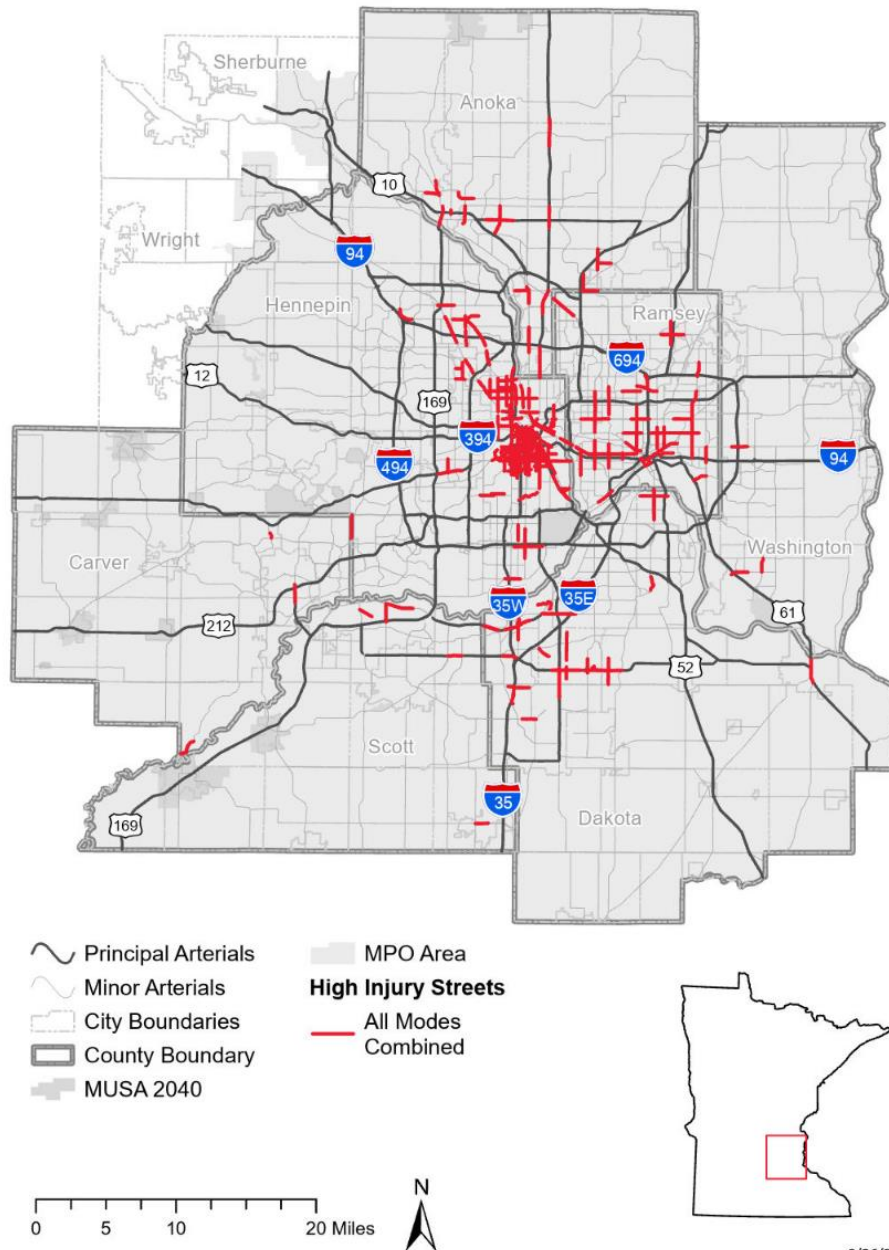 Sherburne
Anoka
10
Wright
94
Hennepin
Ramsey
694
12
169
394
494
94
Carver
Washington
35W
35E
212
61
52
Scott
35
169
Dakota
Principal Arterials
Minor Arterials
City Boundaries
County Boundary
MUSA 2040
MPO Area
High Injury Streets
All Modes
Combined
N
0 5 10 20 Miles